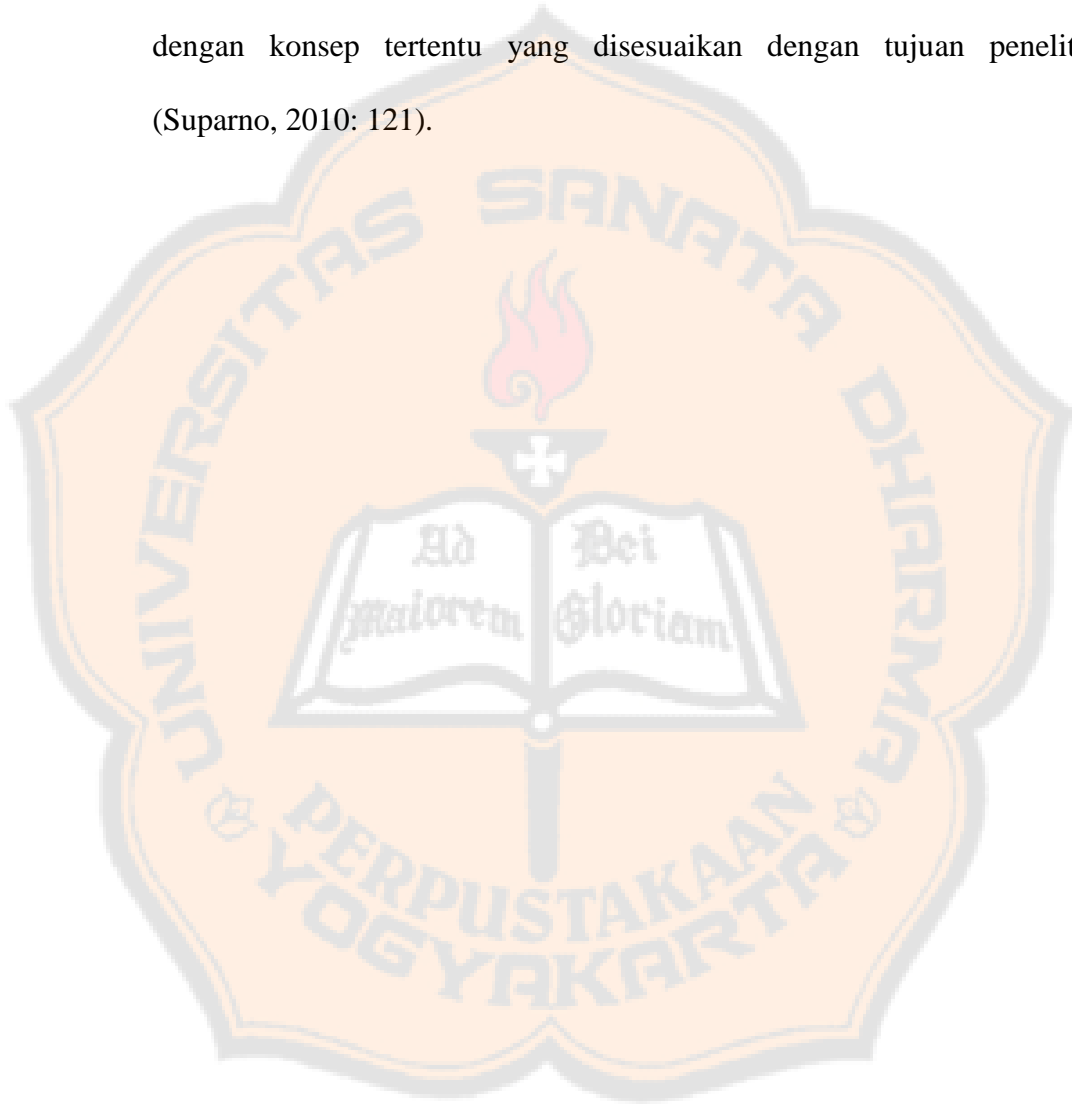 dengan konsep tertentu yang disesuaikan dengan tujuan penelit
(Suparno, 2010: 121).
UNIVERSITAS SANATA DHARMA
Ad Dei
Maiorem Gloriam
PERPUSTAKAAN
YOGYAKARTA